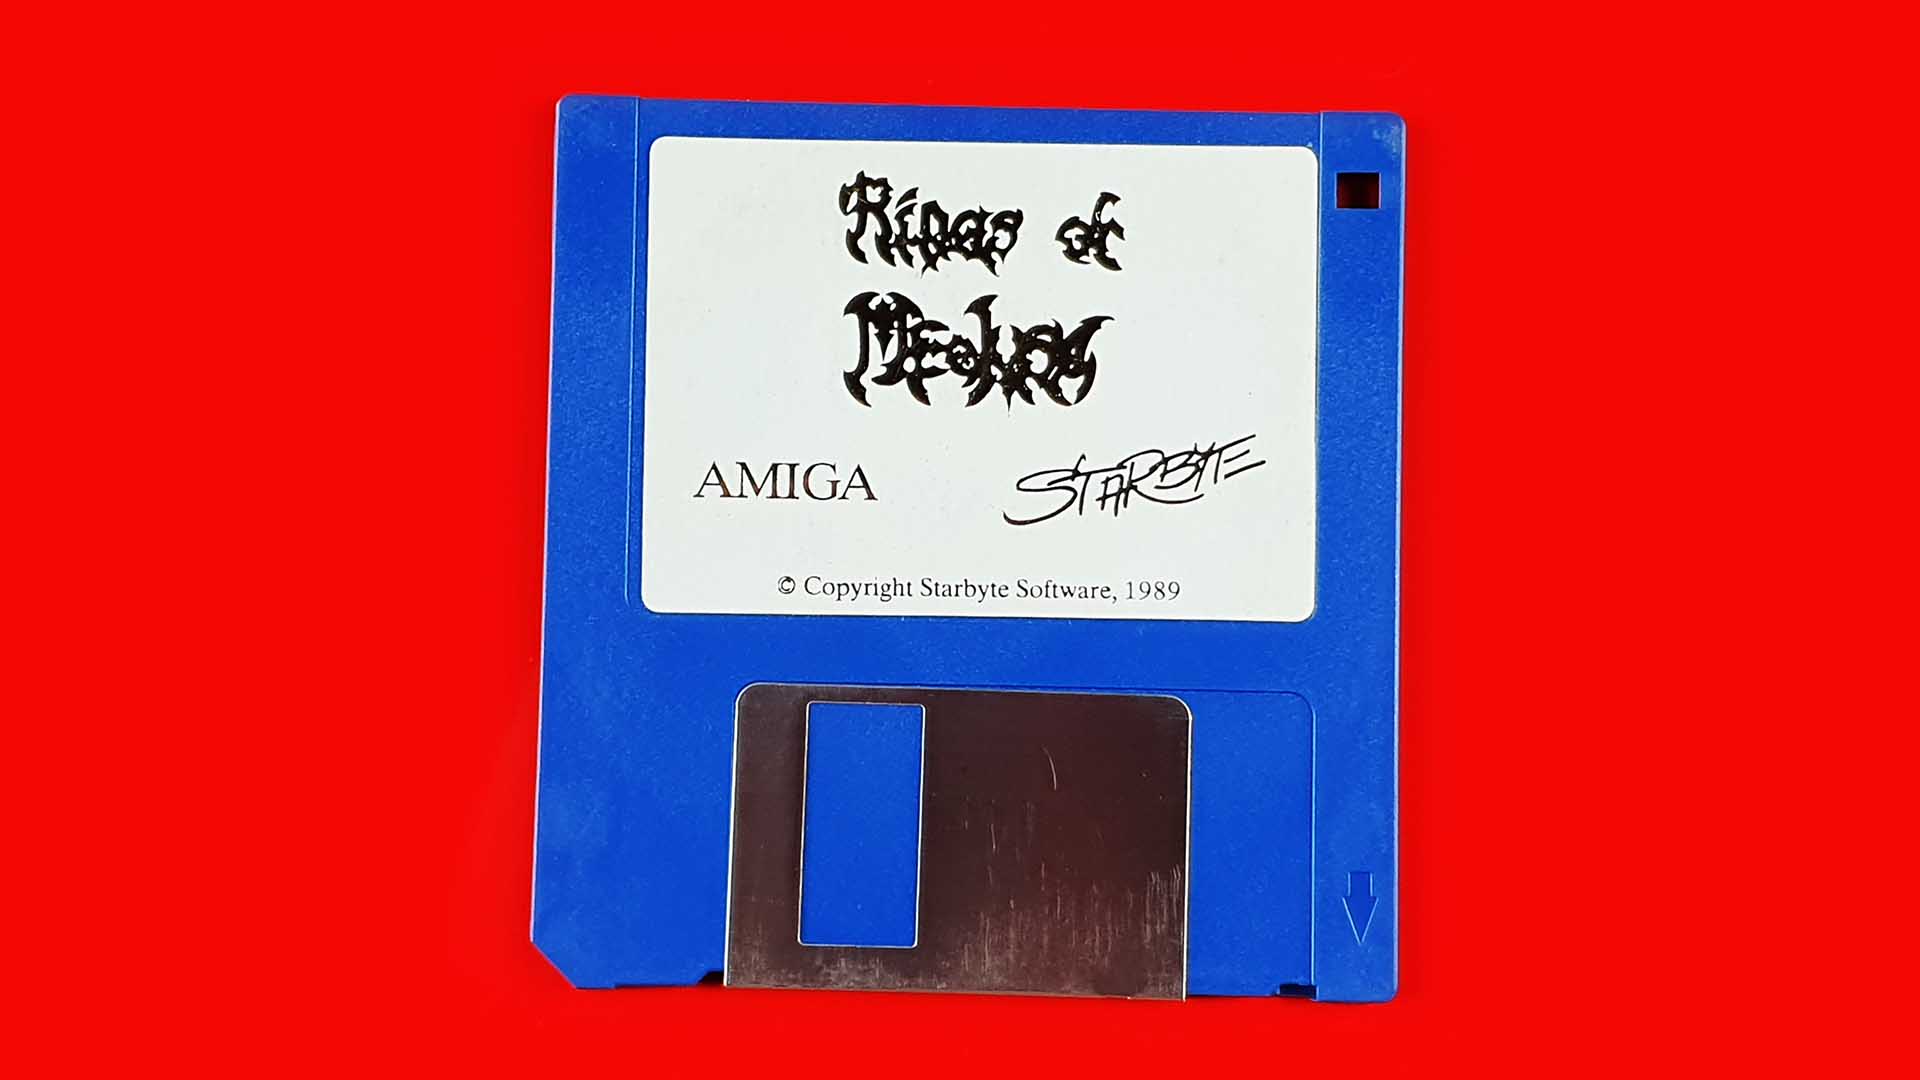 Rings of
Medusa
AMIGA
STARBYTE
© Copyright Starbyte Software, 1989